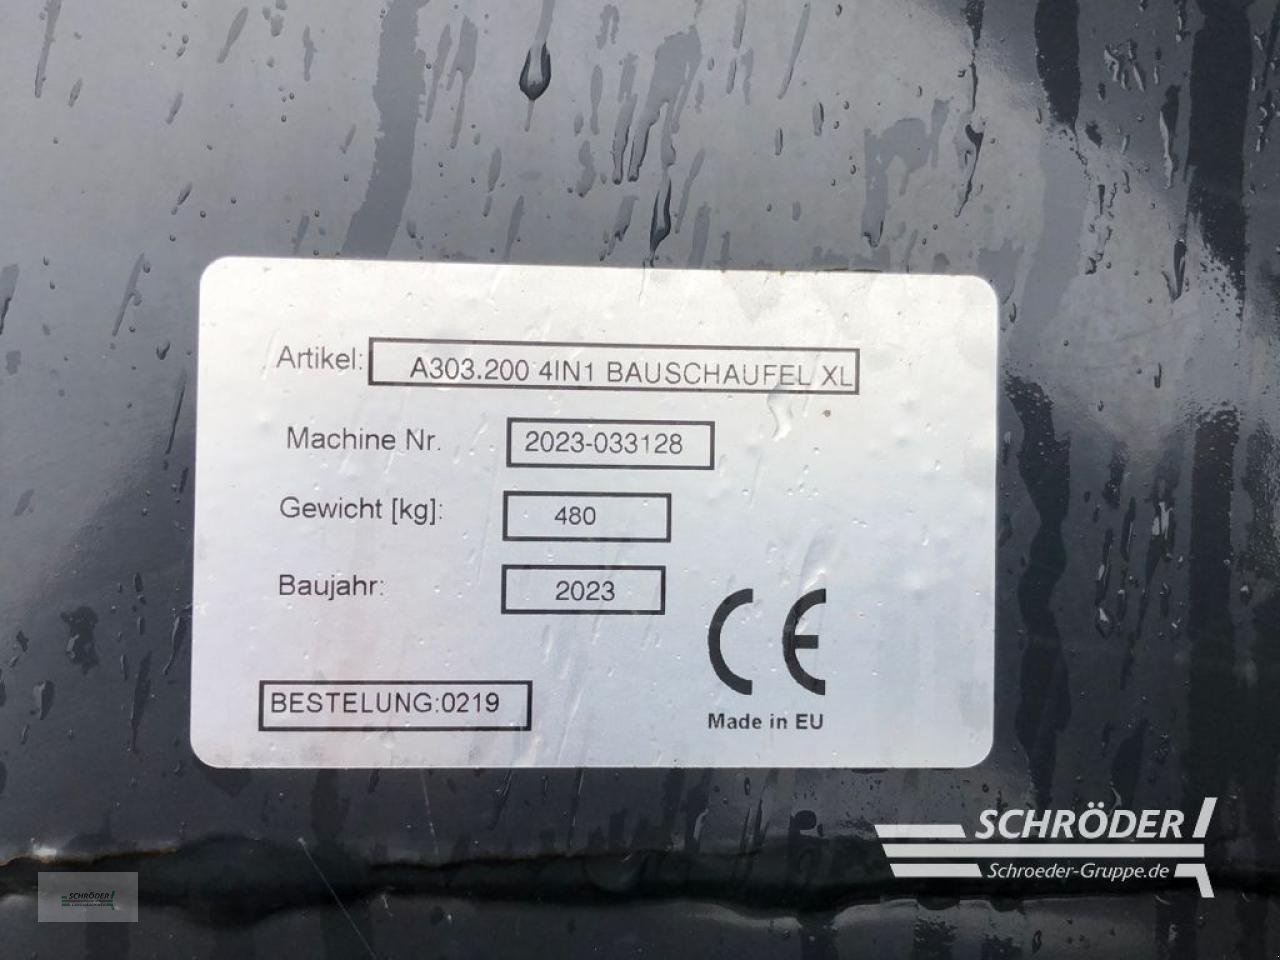 Artikel: A303.200 4IN1 BAUSCHAUFEL XL
Machine Nr. 2023-033128
Gewicht [kg]: 480
Baujahr: 2023
BESTELUNG:0219
CE
Made in EU
SCHRÖDER
Schroeder-Gruppe.de
SCHRÖDER